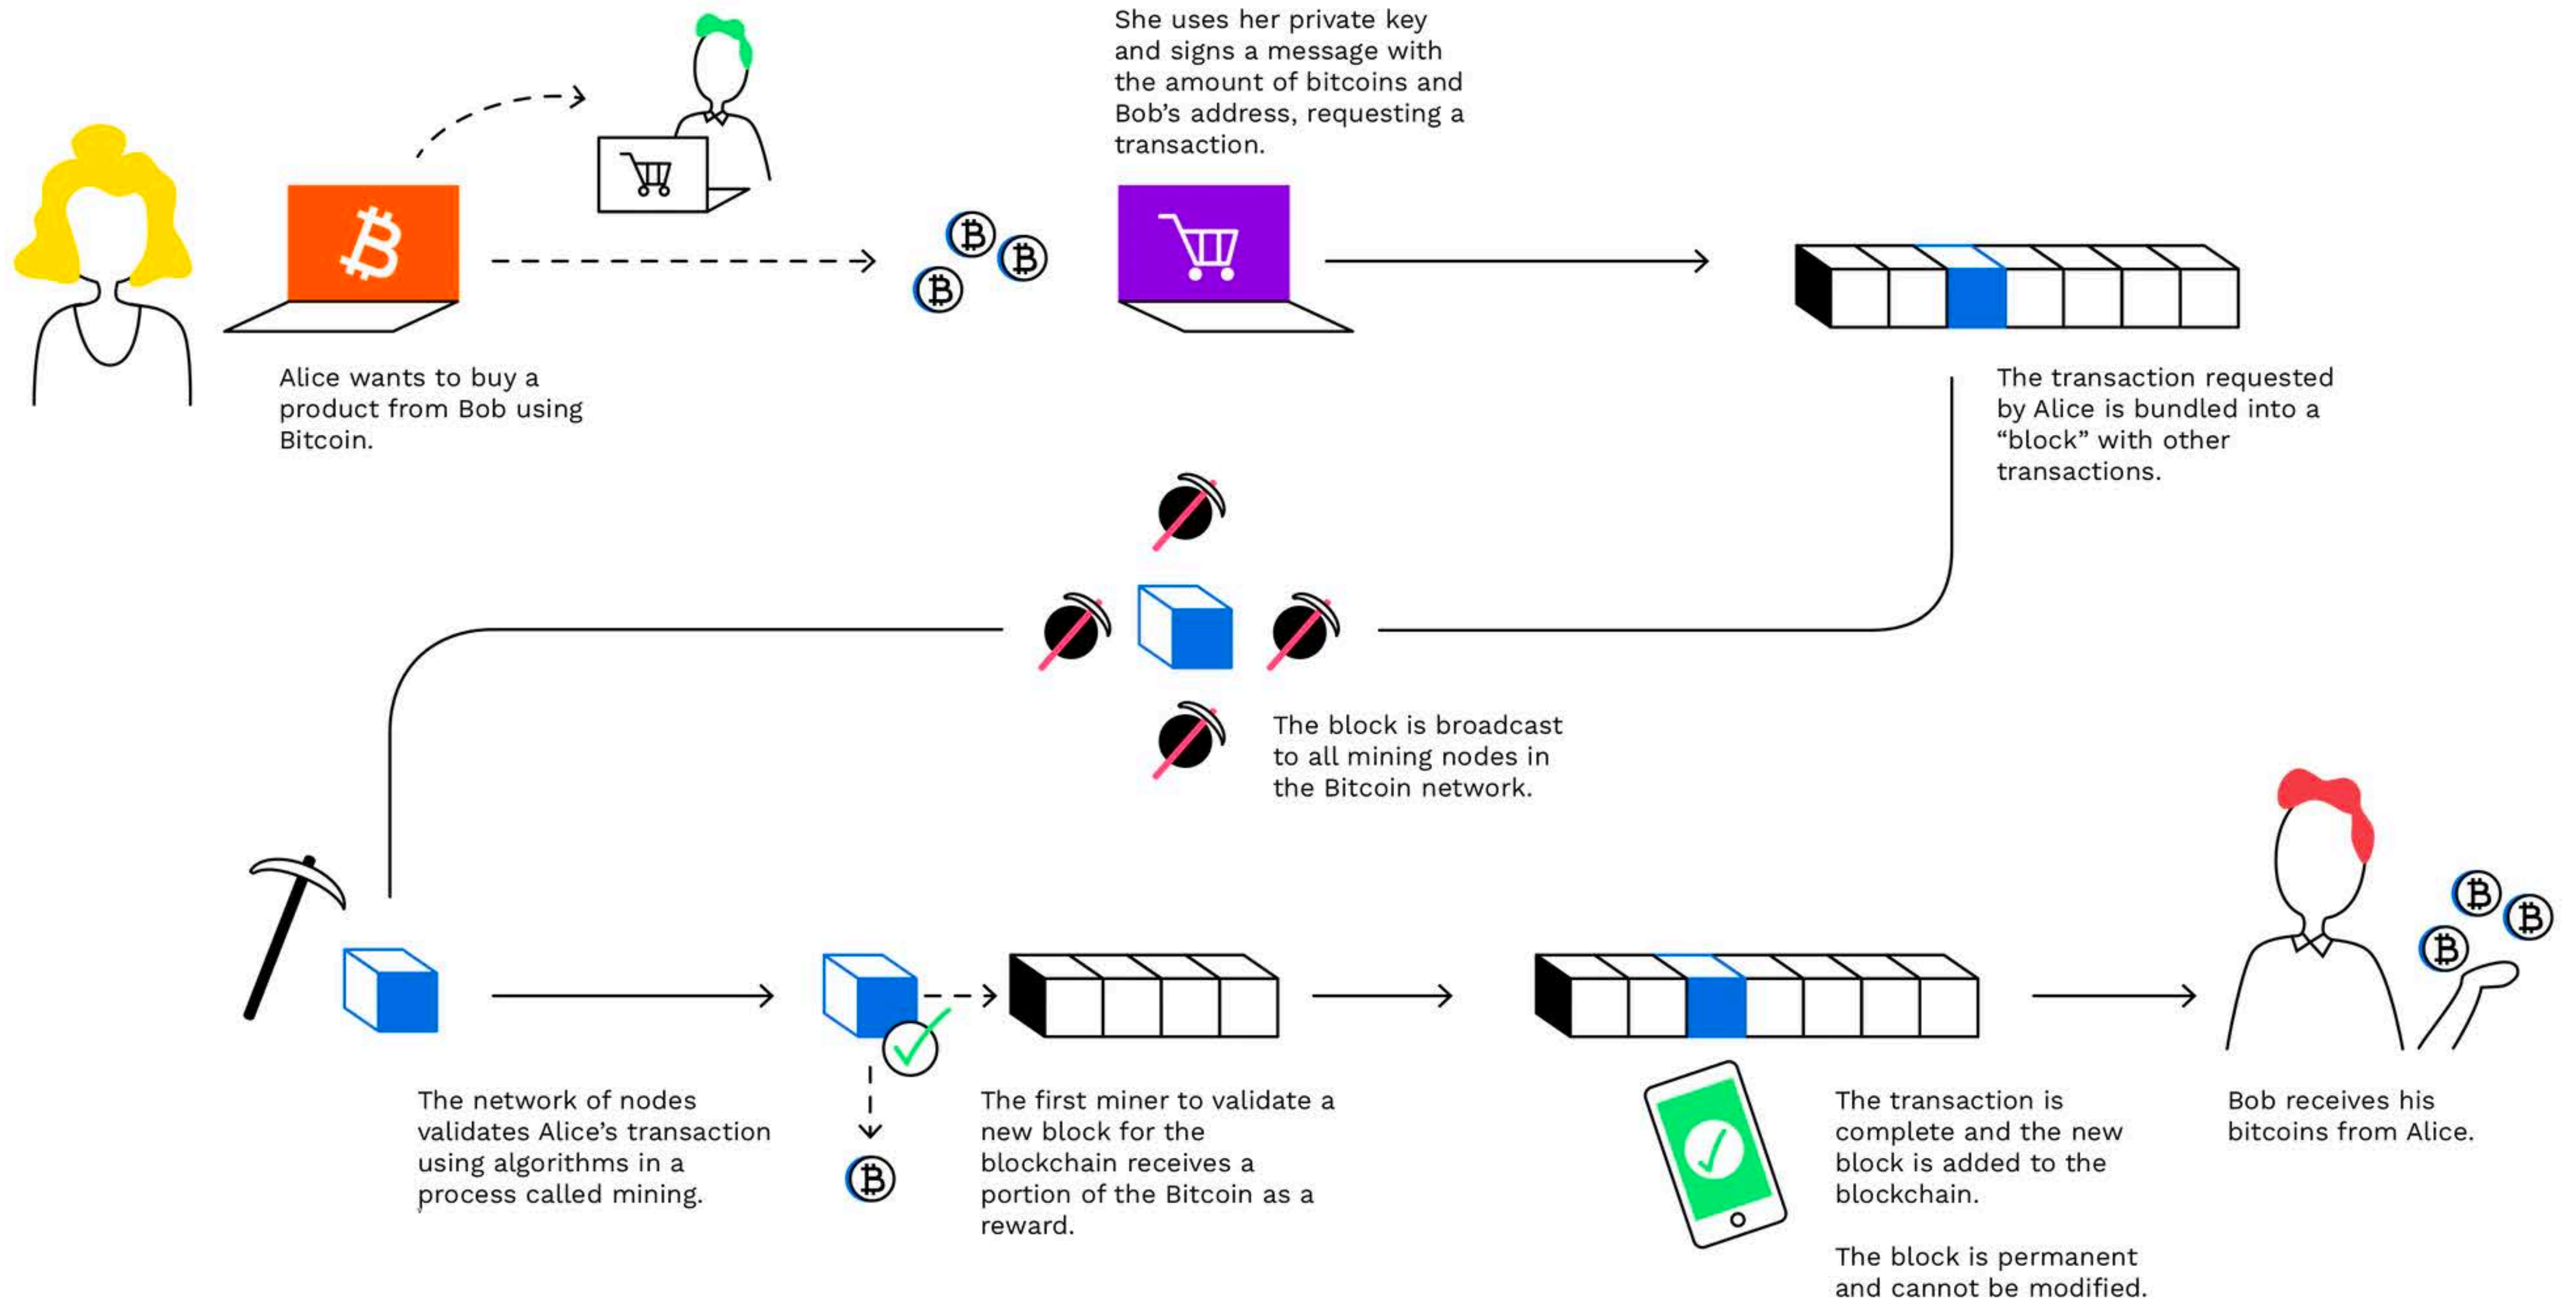 She uses her private key
and signs a message with
the amount of bitcoins and
Bob’s address, requesting a
transaction.
Alice wants to buy a
product from Bob using
Bitcoin.
The transaction requested
by Alice is bundled into a
“block” with other
transactions.
The block is broadcast
to all mining nodes in
the Bitcoin network.
The network of nodes
validates Alice’s transaction
using algorithms in a
process called mining.
The first miner to validate a
new block for the
blockchain receives a
portion of the Bitcoin as a
reward.
The transaction is
complete and the new
block is added to the
blockchain.
The block is permanent
and cannot be modified.
Bob receives his
bitcoins from Alice.